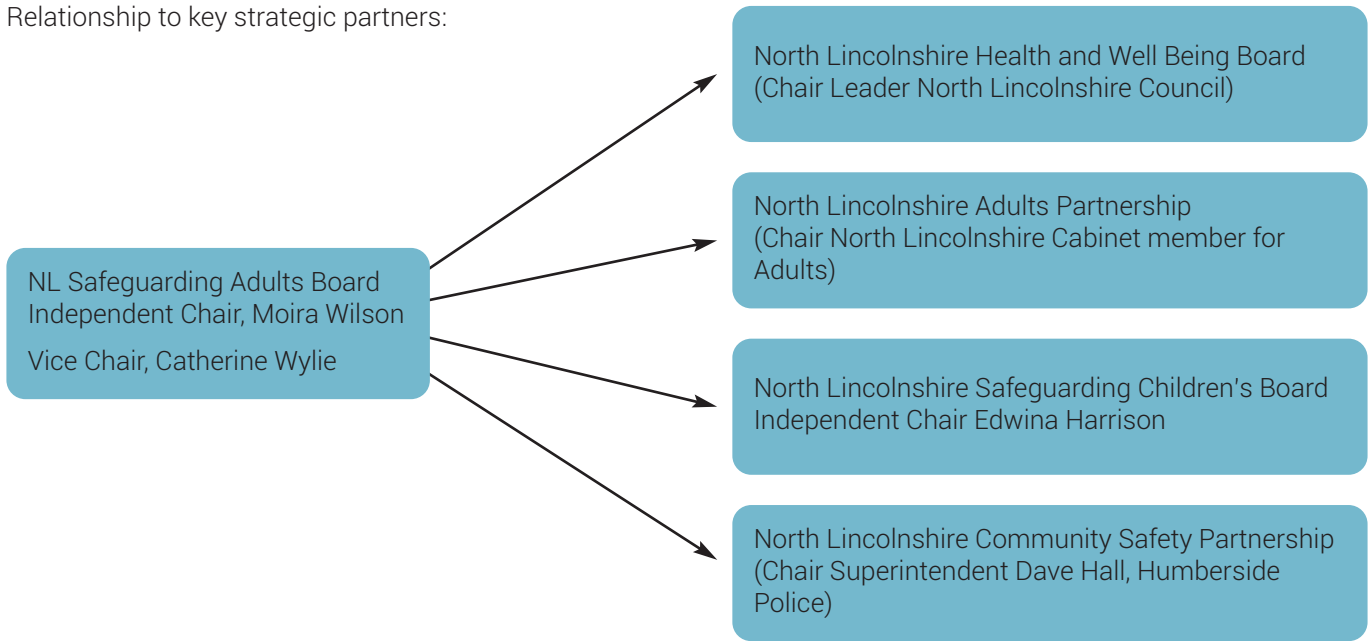 Relationship to key strategic partners:
NL Safeguarding Adults Board
Independent Chair, Moira Wilson
Vice Chair, Catherine Wylie
North Lincolnshire Health and Well Being Board
(Chair Leader North Lincolnshire Council)
North Lincolnshire Adults Partnership
(Chair North Lincolnshire Cabinet member for
Adults)
North Lincolnshire Safeguarding Children's Board
Independent Chair Edwina Harrison
North Lincolnshire Community Safety Partnership
(Chair Superintendent Dave Hall, Humberside
Police)